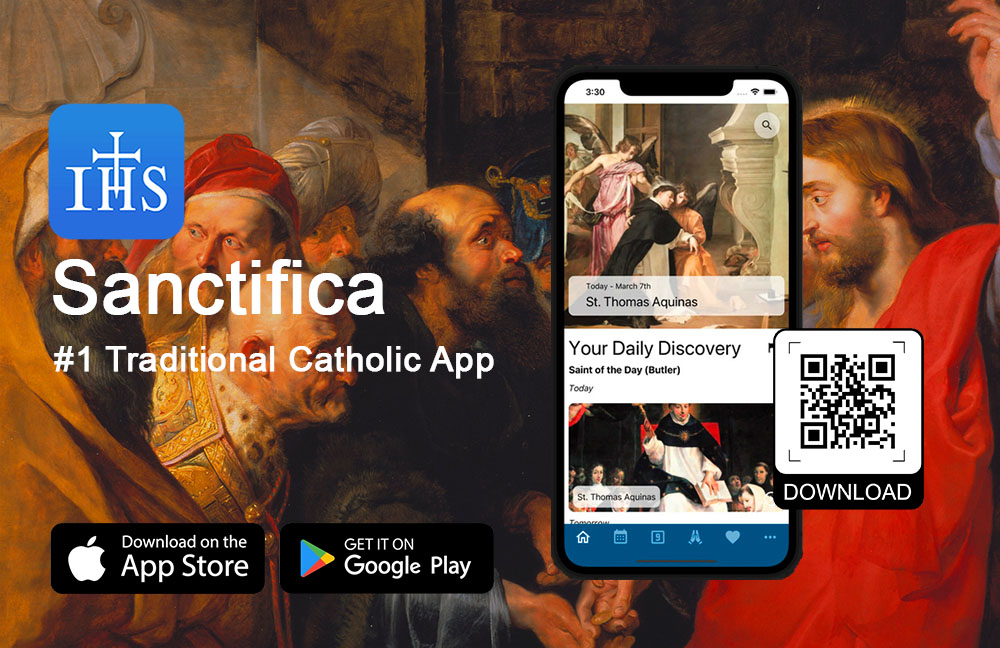 IHS
Sanctifica
#1 Traditional Catholic App
Download on the
App Store
GET IT ON
Google Play
3:30
Today - March 7th
St. Thomas Aquinas
Your Daily Discovery
Saint of the Day (Butler)
Today
St. Thomas Aquinas
Tomorrow
9
DOWNLOAD